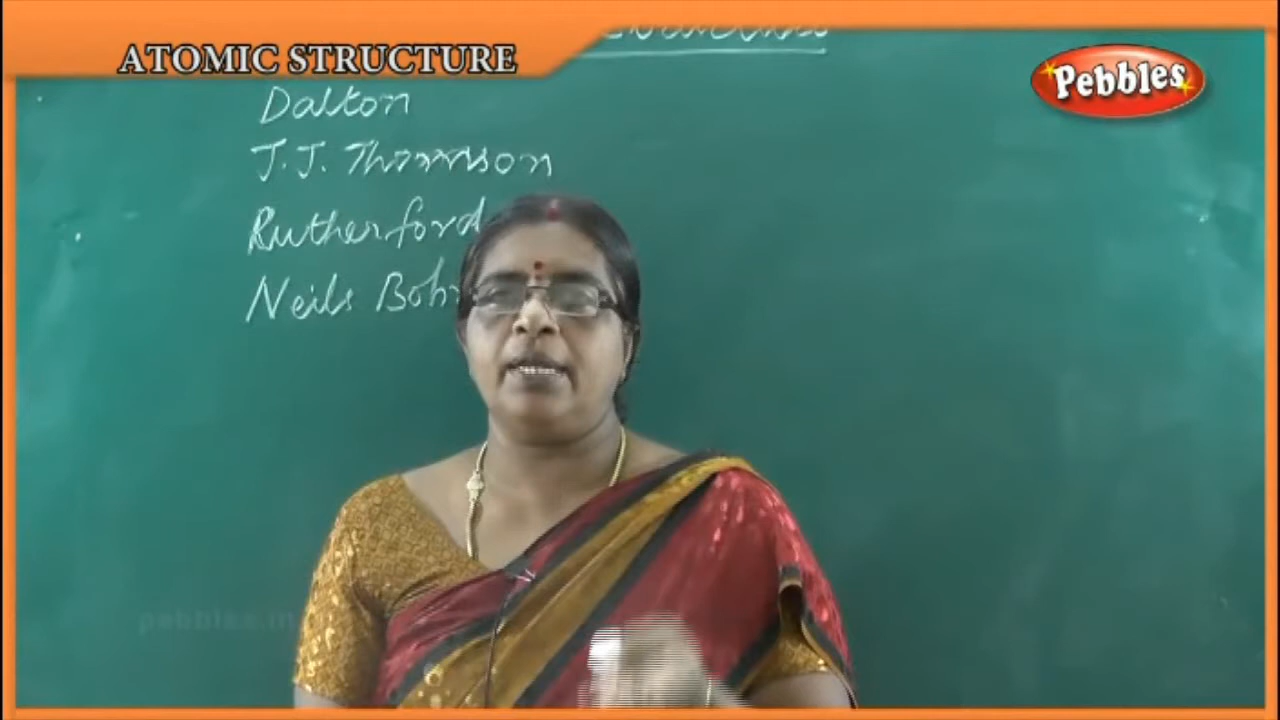 ATOMIC STRUCTURE
Pebbles
Dalton
J.J. Thomson
Rutherford
Neils Bohr